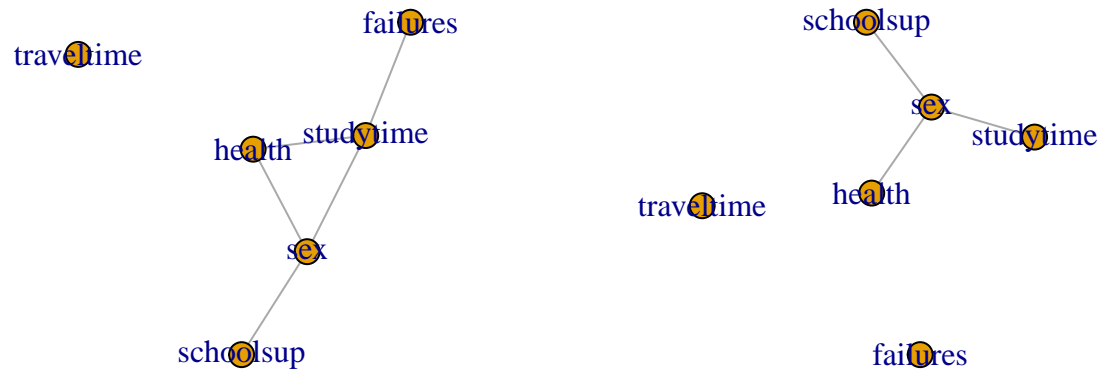 failures
traveltime
studytime
health
sex
schoolsup
schoolsup
sex
studytime
health
traveltime
failures